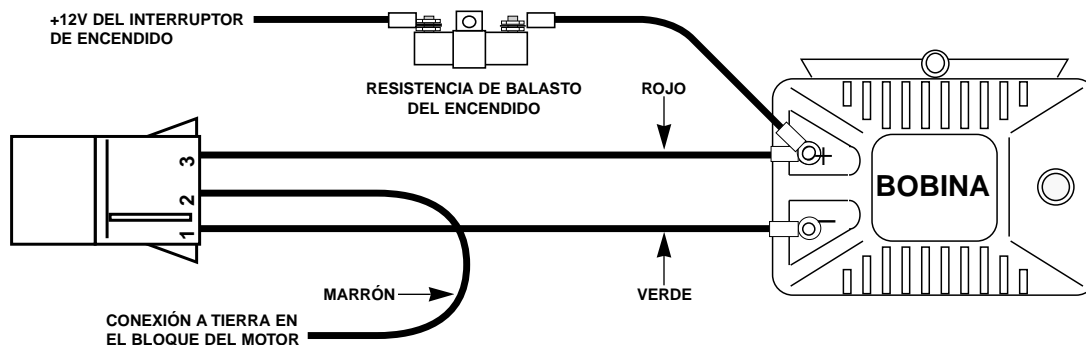 +12V DEL INTERRUPTOR
DE ENCENDIDO
RESISTENCIA DE BALASTO
DEL ENCENDIDO
ROJO
3
2
1
+
−
BOBINA
MARRÓN
VERDE
CONEXIÓN A TIERRA EN
EL BLOQUE DEL MOTOR